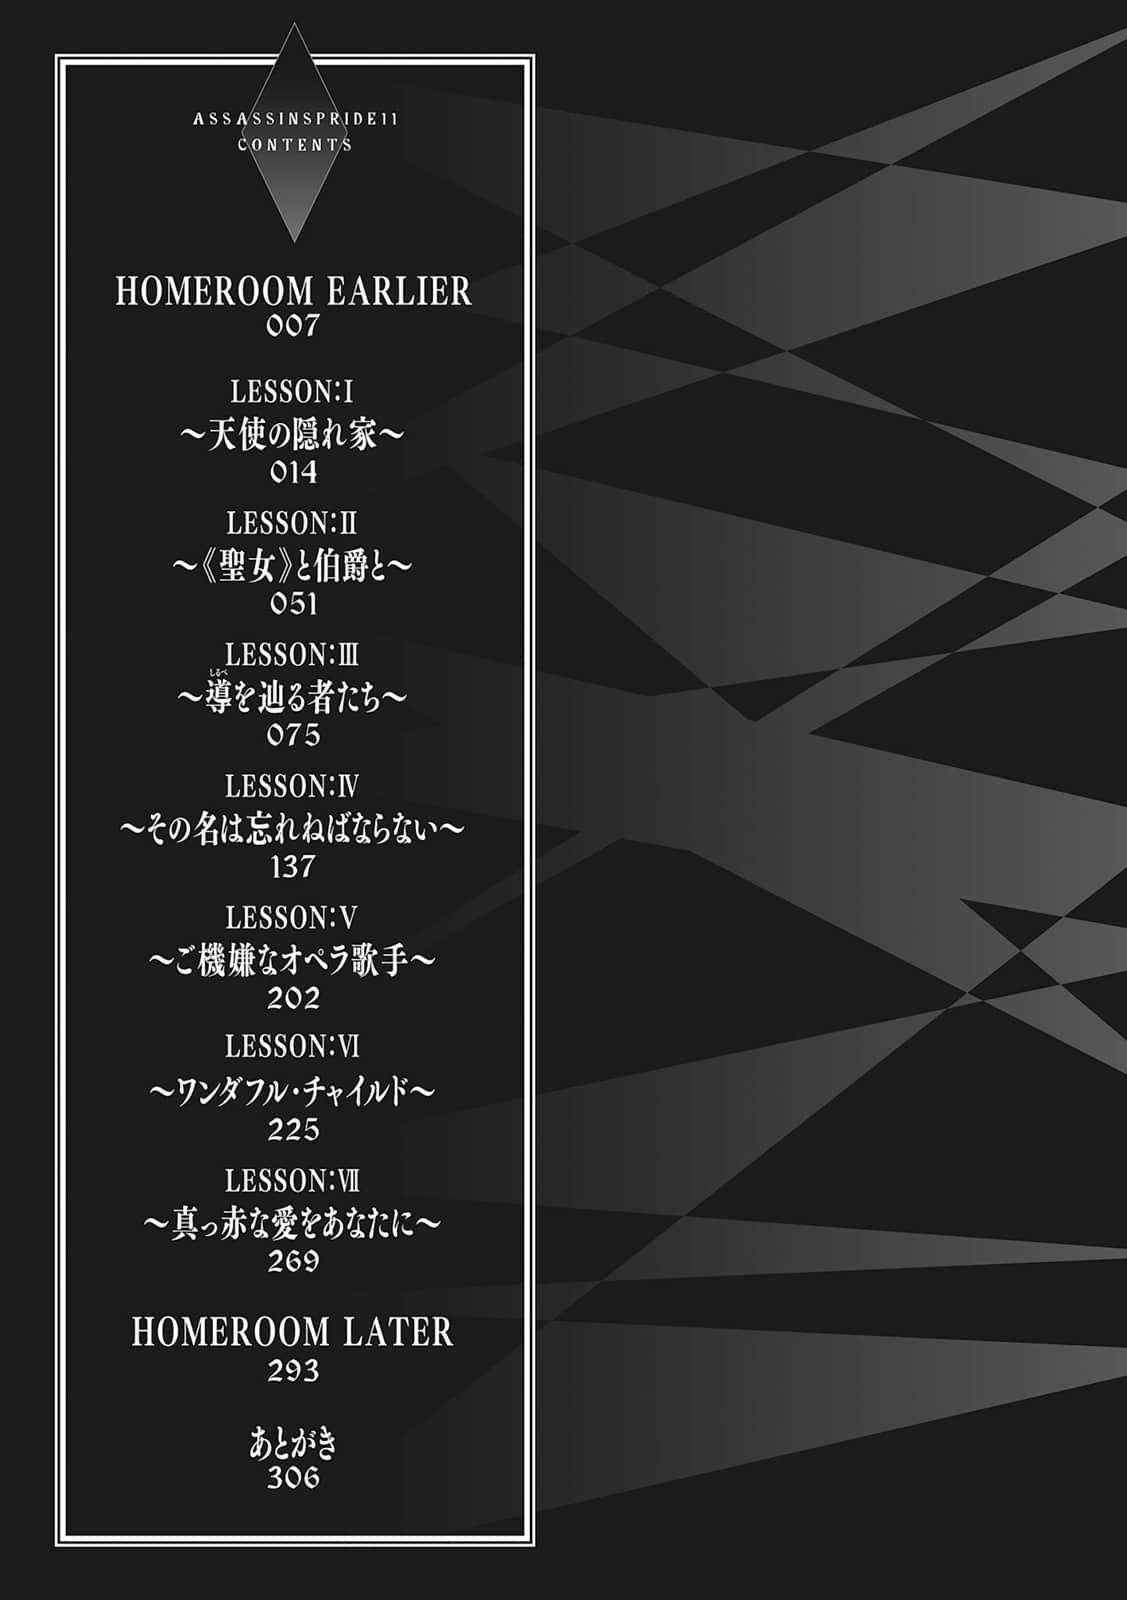 ASSASSINSPRIDE11
CONTENTS
HOMEROOM EARLIER
007
LESSON:Ⅰ
～天使の隠れ家～
014
LESSON:Ⅱ
～《聖女》と伯爵と～
051
LESSON:Ⅲ
しるべ
～導を辿る者たち～
075
LESSON:Ⅳ
～その名は忘れねばならない～
137
LESSON:Ⅴ
～ご機嫌なオペラ歌手～
202
LESSON:Ⅵ
～ワンダフル・チャイルド～
225
LESSON:Ⅶ
～真っ赤な愛をあなたに～
269
HOMEROOM LATER
293
あとがき
306